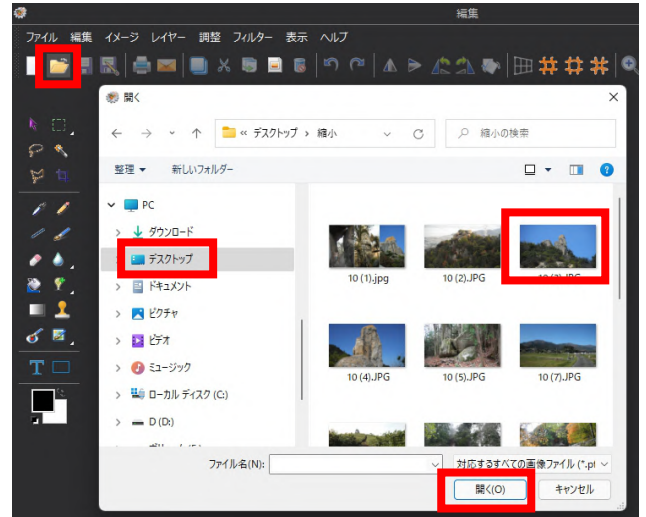 編集
ファイル 編集 イメージ レイヤー 調整 フィルター 表示 ヘルプ
開く
« デスクトップ › 縮小
縮小の検索
整理 新しいフォルダー
PC
ダウンロード
デスクトップ
ドキュメント
ピクチャ
ビデオ
ミュージック
ローカル ディスク (C:)
D (D:)
10 (1).jpg 10 (2).JPG
10 (4).JPG 10 (5).JPG 10 (7).JPG
ファイル名(N): 対応するすべての画像ファイル (*.p
開く(O) キャンセル
T